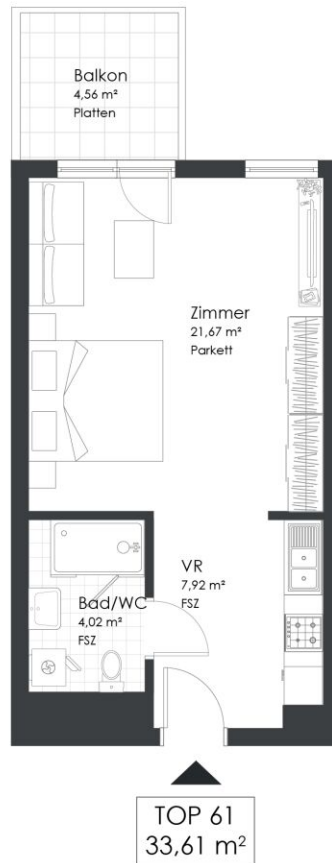 Balkon
4,56 m²
Platten
Zimmer
21,67 m²
Parkett
VR
7,92 m²
FSZ
Bad/WC
4,02 m²
FSZ
TOP 61
33,61 m²